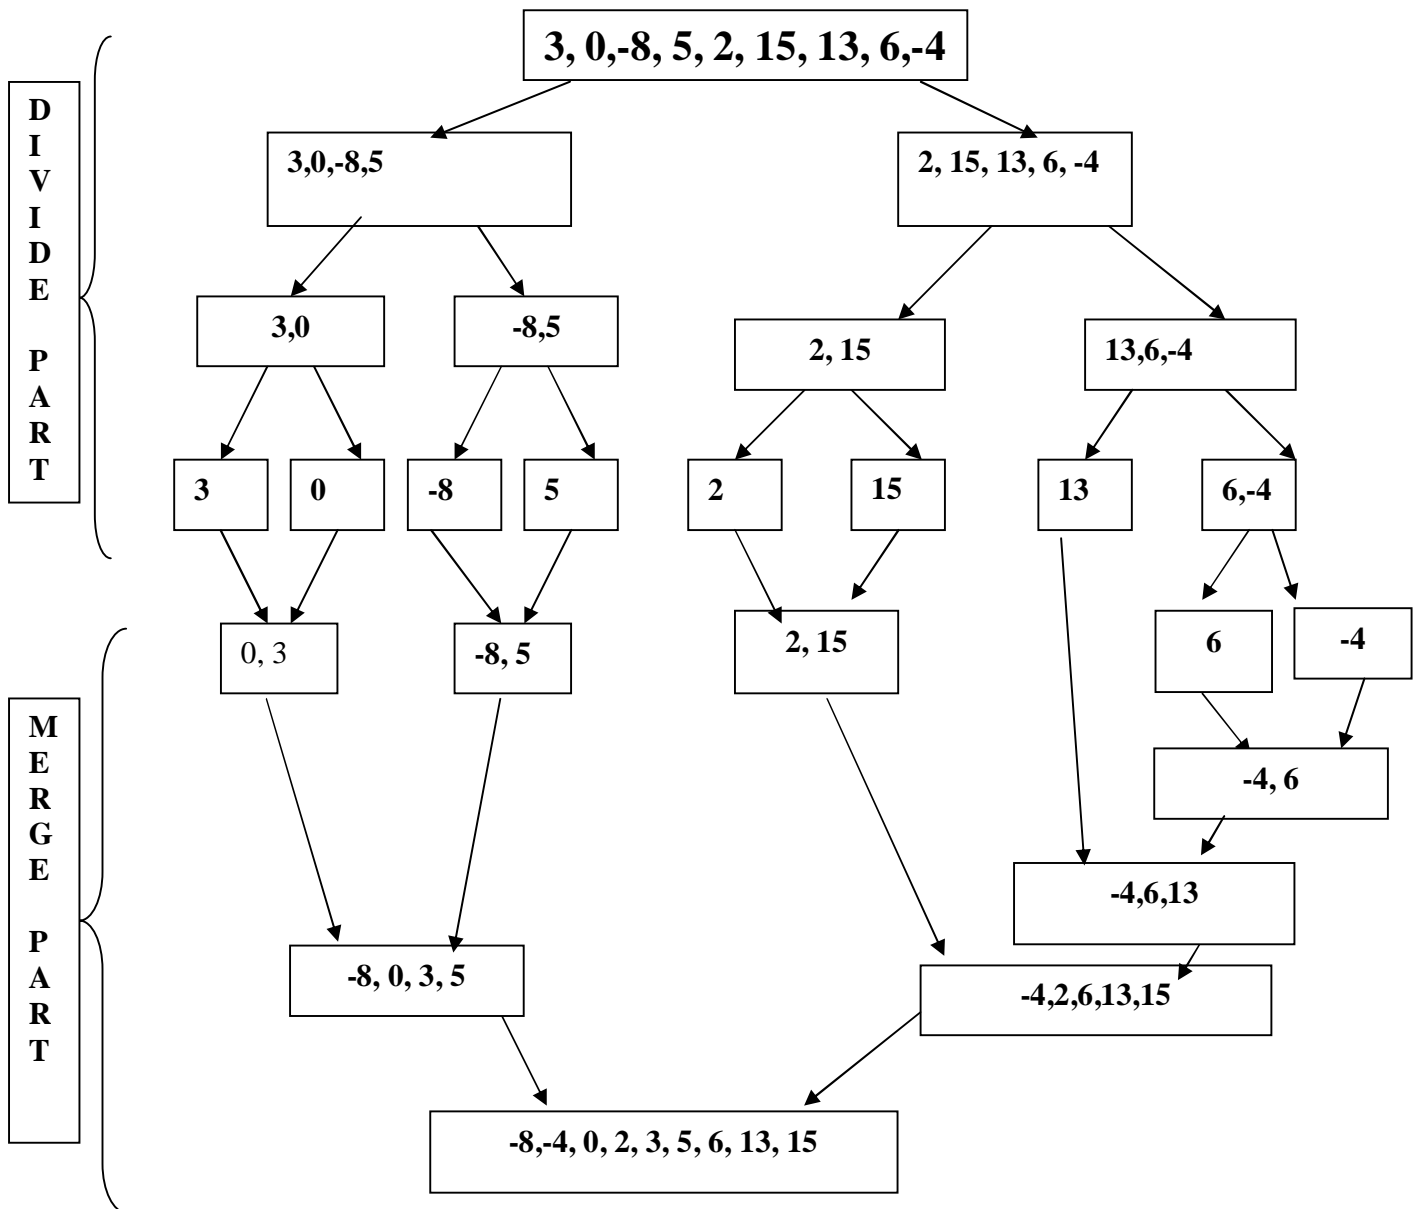 3, 0,-8, 5, 2, 15, 13, 6,-4
D
I
V
I
D
E
P
A
R
T
3,0,-8,5
2, 15, 13, 6, -4
3,0
-8,5
2, 15
13,6,-4
3
0
-8
5
2
15
13
6,-4
0, 3
-8, 5
2, 15
6
-4
M
E
R
G
E
P
A
R
T
-4, 6
-4,6,13
-8, 0, 3, 5
-4,2,6,13,15
-8,-4, 0, 2, 3, 5, 6, 13, 15